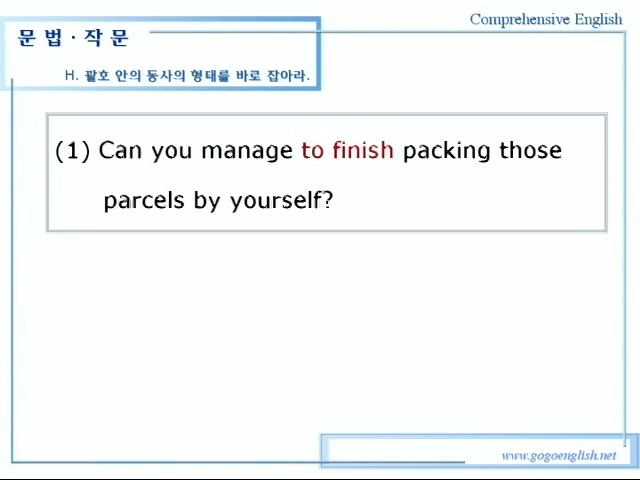 Comprehensive English
문 법 · 작 문
H. 괄호 안의 동사의 형태를 바로 잡아라.
(1) Can you manage to finish packing those
parcels by yourself?
www.gogoenglish.net